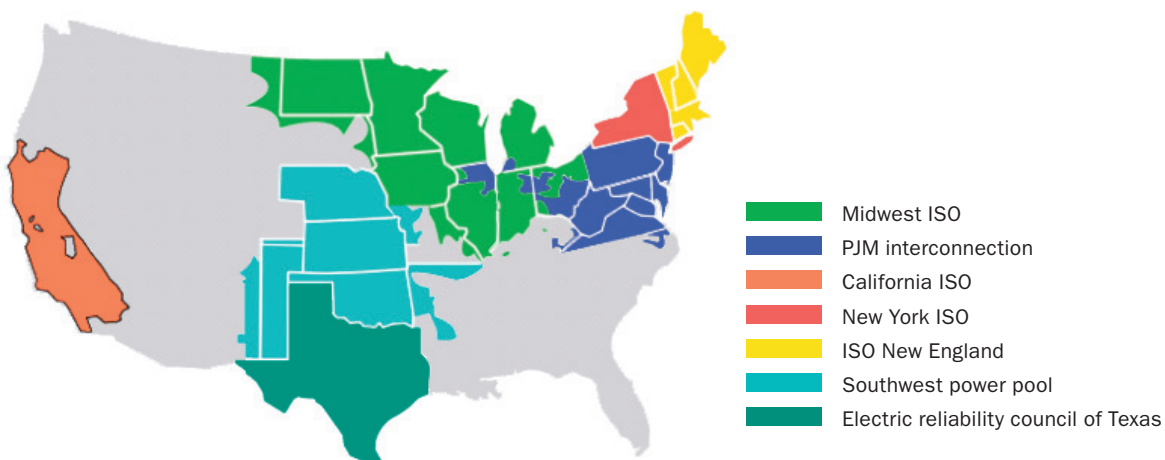 Midwest ISO
PJM interconnection
California ISO
New York ISO
ISO New England
Southwest power pool
Electric reliability council of Texas